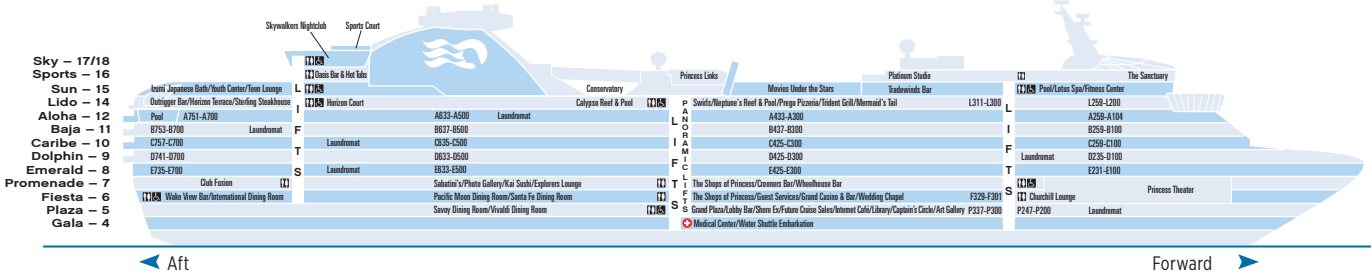 Skywalkers Nightclub Sports Court
Sky – 17/18
Sports – 16 Oasis Bar & Hot Tubs Princess Links Platinum Studio The Sanctuary
Sun – 15 Izumi Japanese Bath/Youth Center/Teen Lounge Conservatory Movies Under the Stars Tradewinds Bar Pool/Lotus Spa/Fitness Center
Lido – 14 Outrigger Bar/Horizon Terrace/Sterling Steakhouse Horizon Court Calypso Reef & Pool Swirls/Neptune's Reef & Pool/Prego Pizzeria/Trident Grill/Mermaid's Tail L311-L300 L259-L200
Aloha – 12 Pool A751-A700 A633-A500 Laundromat A433-A300 A259-A104
Baja – 11 B753-B700 Laundromat B637-B500 B437-B300 B259-B100
Caribe – 10 C757-C700 Laundromat C635-C500 C425-C300 C259-C100
Dolphin – 9 D741-D700 D633-D500 D425-D300 Laundromat D235-D100
Emerald – 8 E735-E700 Laundromat E633-E500 E425-E300 E231-E100
Promenade – 7 Club Fusion Sabatini's/Photo Gallery/Kai Sushi/Explorers Lounge The Shops of Princess/Crooners Bar/Wheelhouse Bar Princess Theater
Fiesta – 6 Wake View Bar/International Dining Room Pacific Moon Dining Room/Santa Fe Dining Room The Shops of Princess/Guest Services/Grand Casino & Bar/Wedding Chapel F329-F301 Churchill Lounge
Plaza – 5 Savoy Dining Room/Vivaldi Dining Room Grand Plaza/Lobby Bar/Shore Ex/Future Cruise Sales/Internet Café/Library/Captain's Circle/Art Gallery P337-P300 P247-P200 Laundromat
Gala – 4 Medical Center/Water Shuttle Embarkation
LIFTS
LIFTS
PANORAMIC LIFTS
LIFTS
Aft Forward